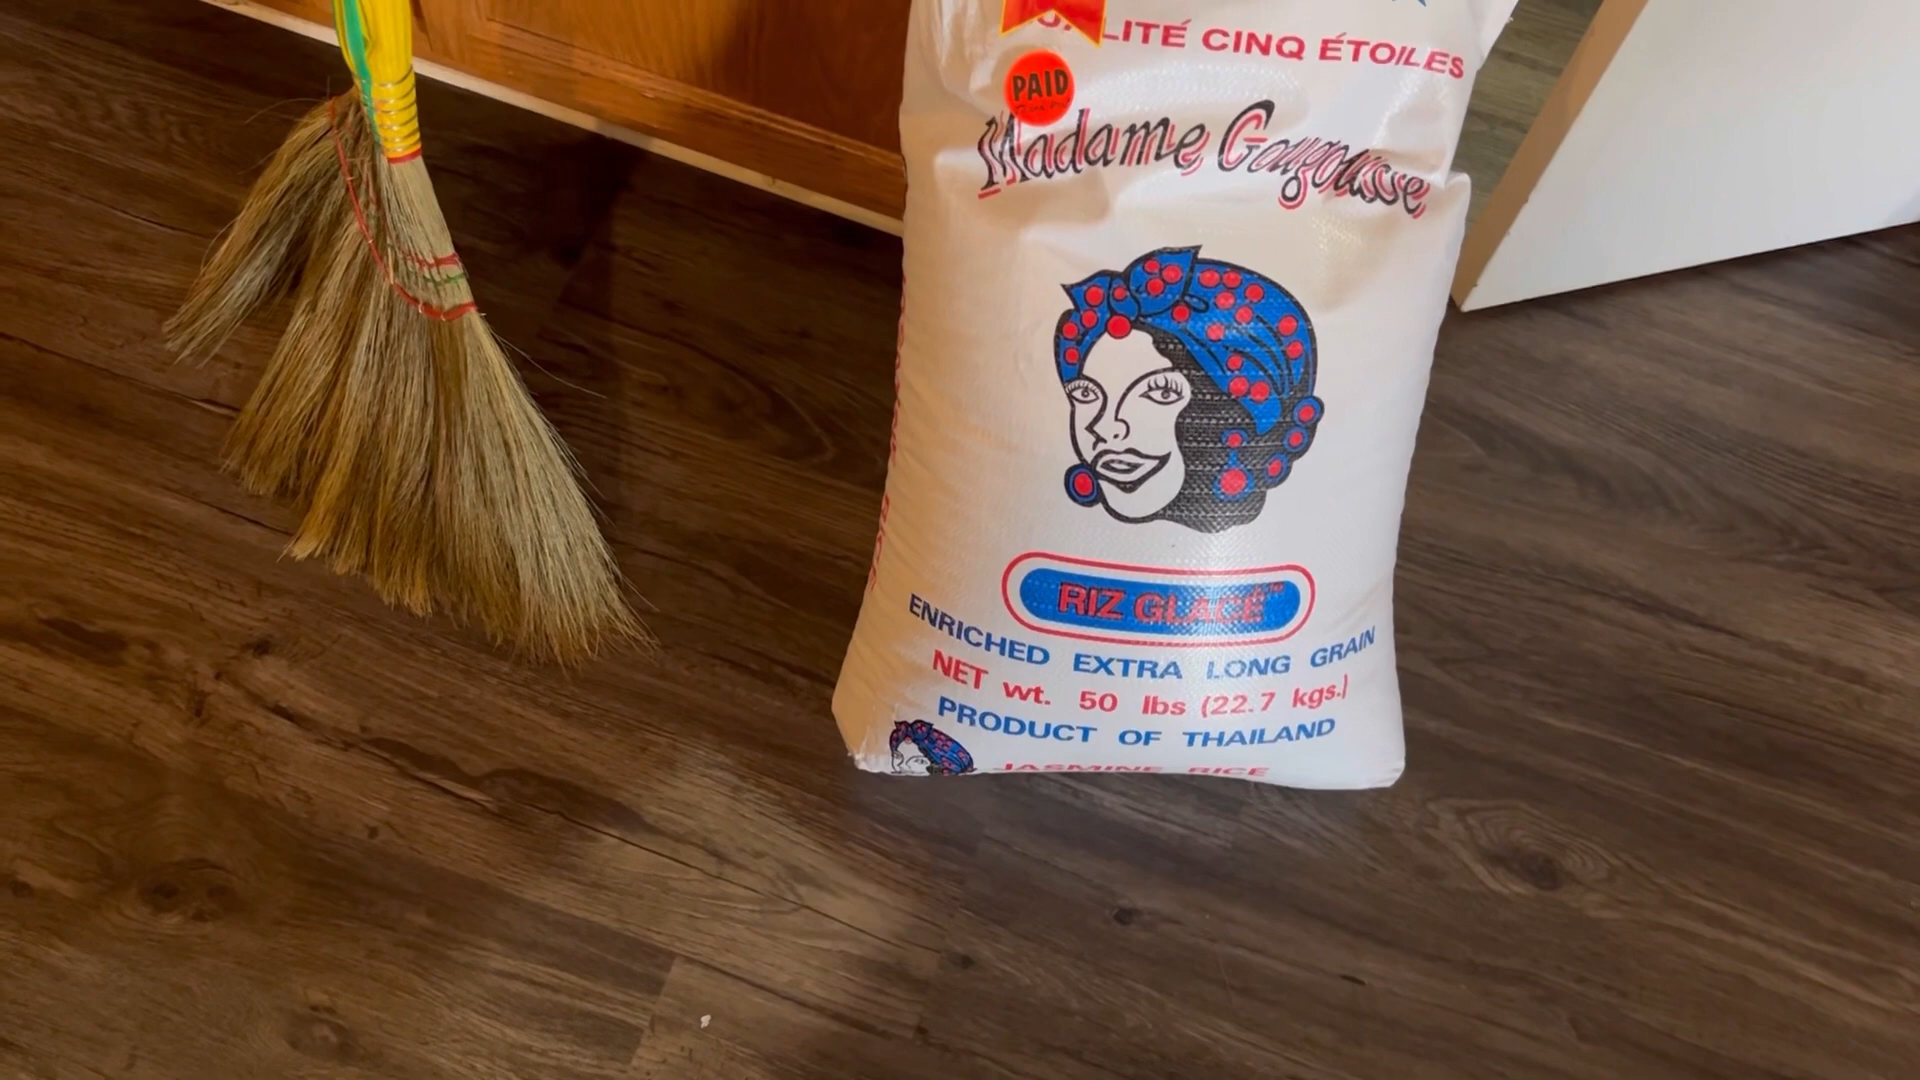 LITÉ CINQ ÉTOILES
PAID
Madame Gougousse
RIZ GLACÉ™
ENRICHED EXTRA LONG GRAIN
NET wt. 50 lbs (22.7 kgs.)
PRODUCT OF THAILAND
JASMINE RICE